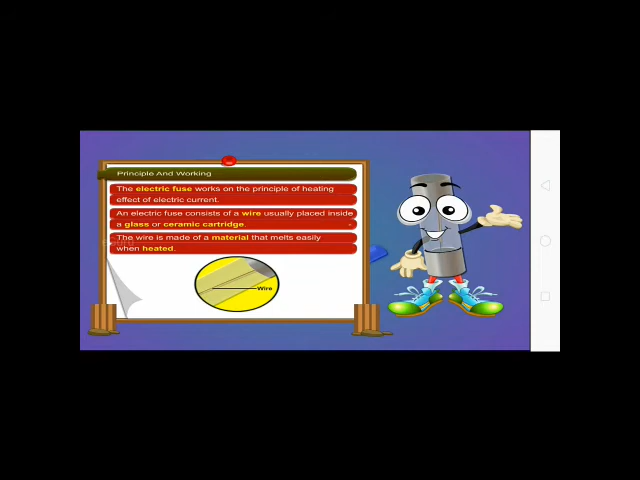 Principle And Working
The electric fuse works on the principle of heating
effect of electric current.
An electric fuse consists of a wire usually placed inside
a glass or ceramic cartridge.
The wire is made of a material that melts easily
when heated.
Wire